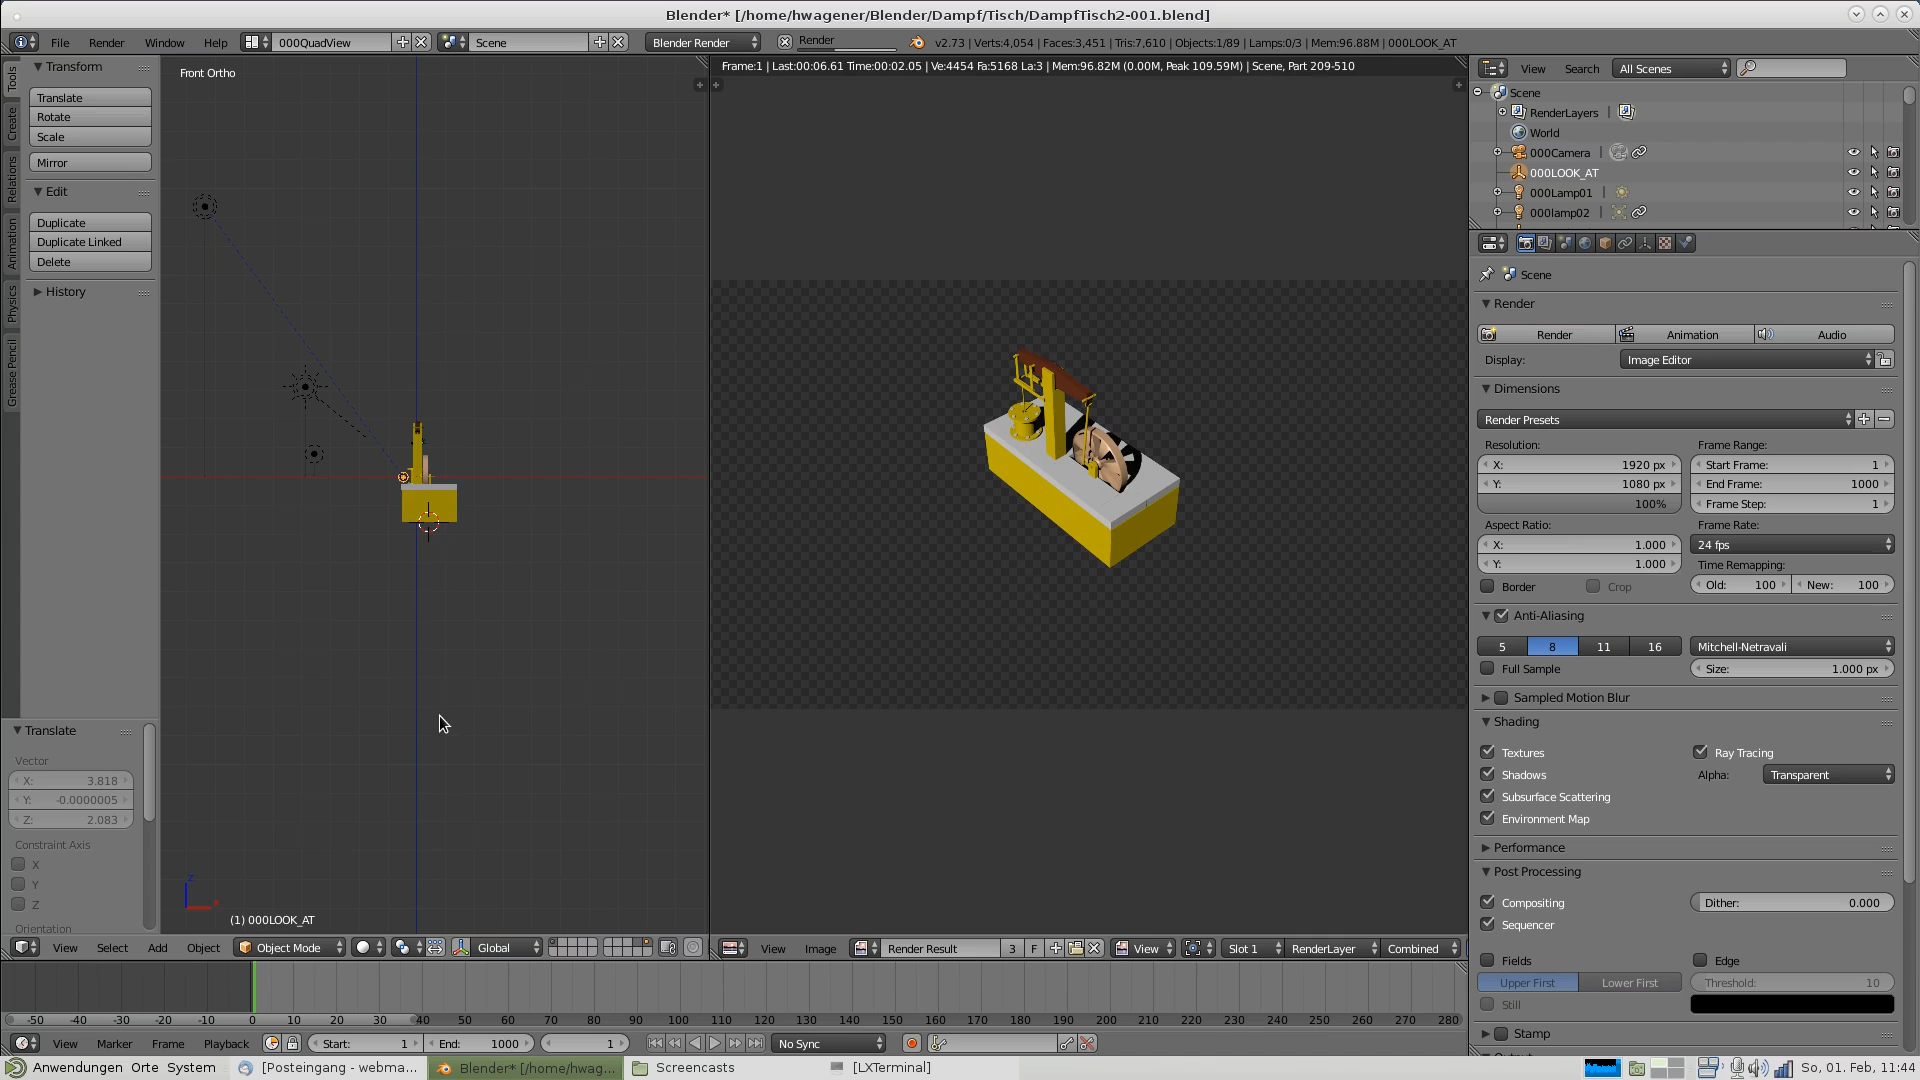 Blender* [/home/hwagener/Blender/Dampf/Tisch/DampfTisch2-001.blend]
File Render Window Help 000QuadView Scene Blender Render Render v2.73 | Verts:4,054 | Faces:3,451 | Tris:7,610 | Objects:1/89 | Lamps:0/3 | Mem:96.88M | 000LOOK_AT
Tools
Create
Relations
Animation
Physics
Grease Pencil
Transform
Translate
Rotate
Scale
Mirror
Edit
Duplicate
Duplicate Linked
Delete
History
Translate
Vector
X: 3.818
Y: -0.0000005
Z: 2.083
Constraint Axis
X
Y
Z
Orientation
Front Ortho
Z
(1) 000LOOK_AT
View Select Add Object Object Mode Global
Frame:1 | Last:00:06.61 Time:00:02.05 | Ve:4454 Fa:5168 La:3 | Mem:96.82M (0.00M, Peak 109.59M) | Scene, Part 209-510
View Image Render Result 3 F View Slot 1 RenderLayer Combined
View Search All Scenes
Scene
RenderLayers |
World
000Camera |
000LOOK_AT
000Lamp01 |
000lamp02 |
Scene
Render
Render Animation Audio
Display: Image Editor
Dimensions
Render Presets
Resolution: Frame Range:
X: 1920 px Start Frame: 1
Y: 1080 px End Frame: 1000
100% Frame Step: 1
Aspect Ratio: Frame Rate:
X: 1.000 24 fps
Y: 1.000 Time Remapping:
Border Crop Old: 100 New: 100
Anti-Aliasing
5 8 11 16 Mitchell-Netravali
Full Sample Size: 1.000 px
Sampled Motion Blur
Shading
Textures Ray Tracing
Shadows Alpha: Transparent
Subsurface Scattering
Environment Map
Performance
Post Processing
Compositing Dither: 0.000
Sequencer
Fields Edge
Upper First Lower First Threshold: 10
Still
Stamp
-50 -40 -30 -20 -10 0 10 20 30 40 50 60 70 80 90 100 110 120 130 140 150 160 170 180 190 200 210 220 230 240 250 260 270 280
View Marker Frame Playback Start: 1 End: 1000 1 No Sync
Anwendungen Orte System [Posteingang - webma... Blender* [/home/hwag... Screencasts [LXTerminal] So, 01. Feb, 11:44